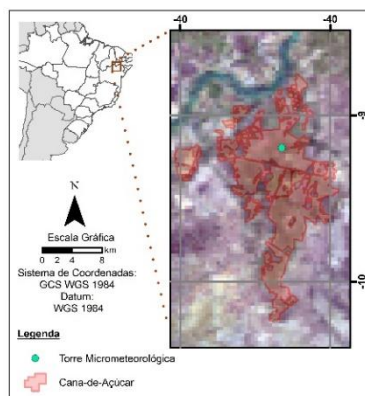 -40
-40
-9
-10
N
Escala Gráfica
0 4 8
km
Sistema de Coordenadas:
GCS WGS 1984
Datum:
WGS 1984
Legenda
Torre Micrometeorológica
Cana-de-Açúcar